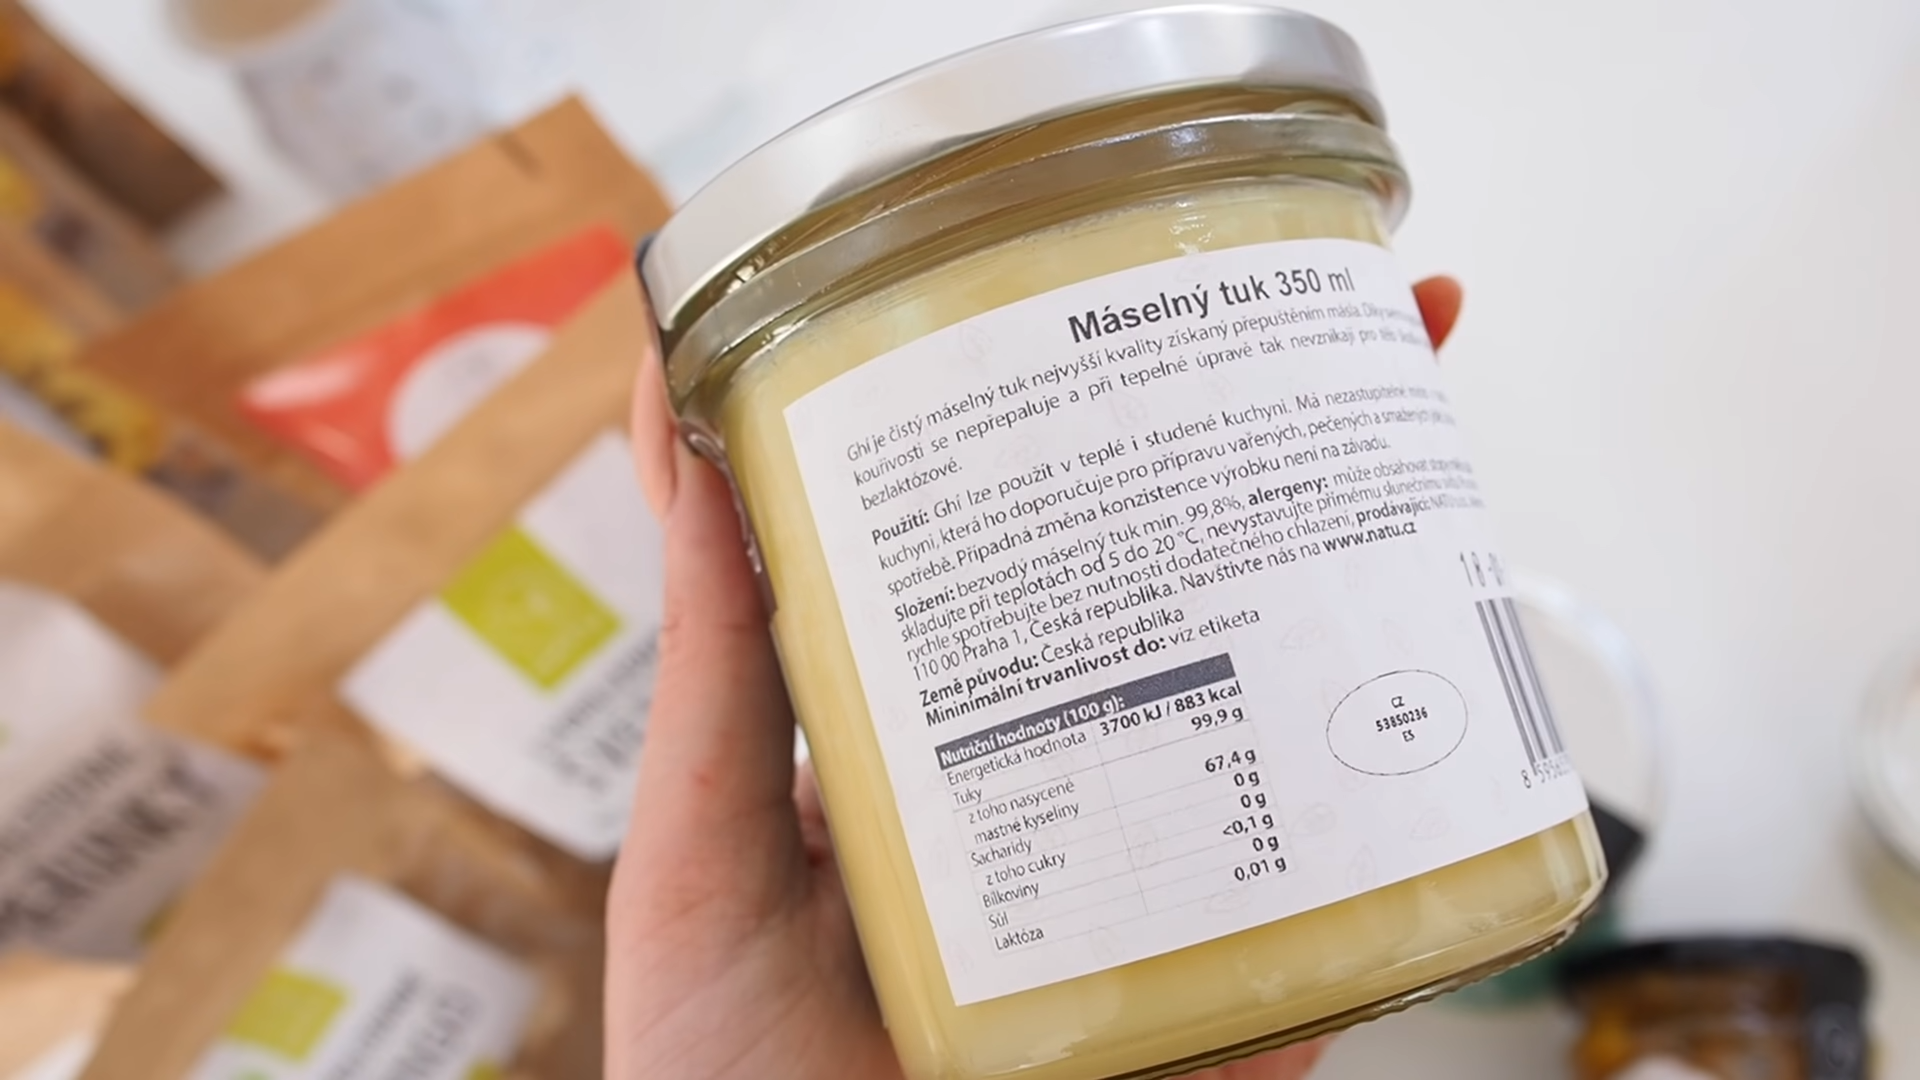 Máselný tuk 350 ml
Ghí je čistý máselný tuk nejvyšší kvality získaný přepuštěním másla. Díky
kouřivosti se nepřepaluje a při tepelné úpravě tak nevznikají pro tělo
bezlaktózové.
Použití: Ghí lze použít v teplé i studené kuchyni. Má nezastupitelné
kuchyni, která ho doporučuje pro přípravu vařených, pečených a smažených
spotřebě. Případná změna konzistence výrobku není na závadu.
Složení: bezvodý máselný tuk min. 99,8%, alergeny: může obsahovat stopy
skladujte při teplotách od 5 do 20 °C, nevystavujte přímému slunečnímu
rychle spotřebujte bez nutnosti dodatečného chlazení, prodávající:
110 00 Praha 1, Česká republika. Navštivte nás na www.natu.cz
Země původu: Česká republika
Mininimální trvanlivost do: viz etiketa
Nutriční hodnoty (100 g):
Energetická hodnota 3700 kJ / 883 kcal
Tuky 99,9 g
z toho nasycené
mastné kyseliny 67,4 g
Sacharidy 0 g
z toho cukry 0 g
Bílkoviny <0,1 g
Sůl 0 g
Laktóza 0,01 g
CZ
53850236
ES